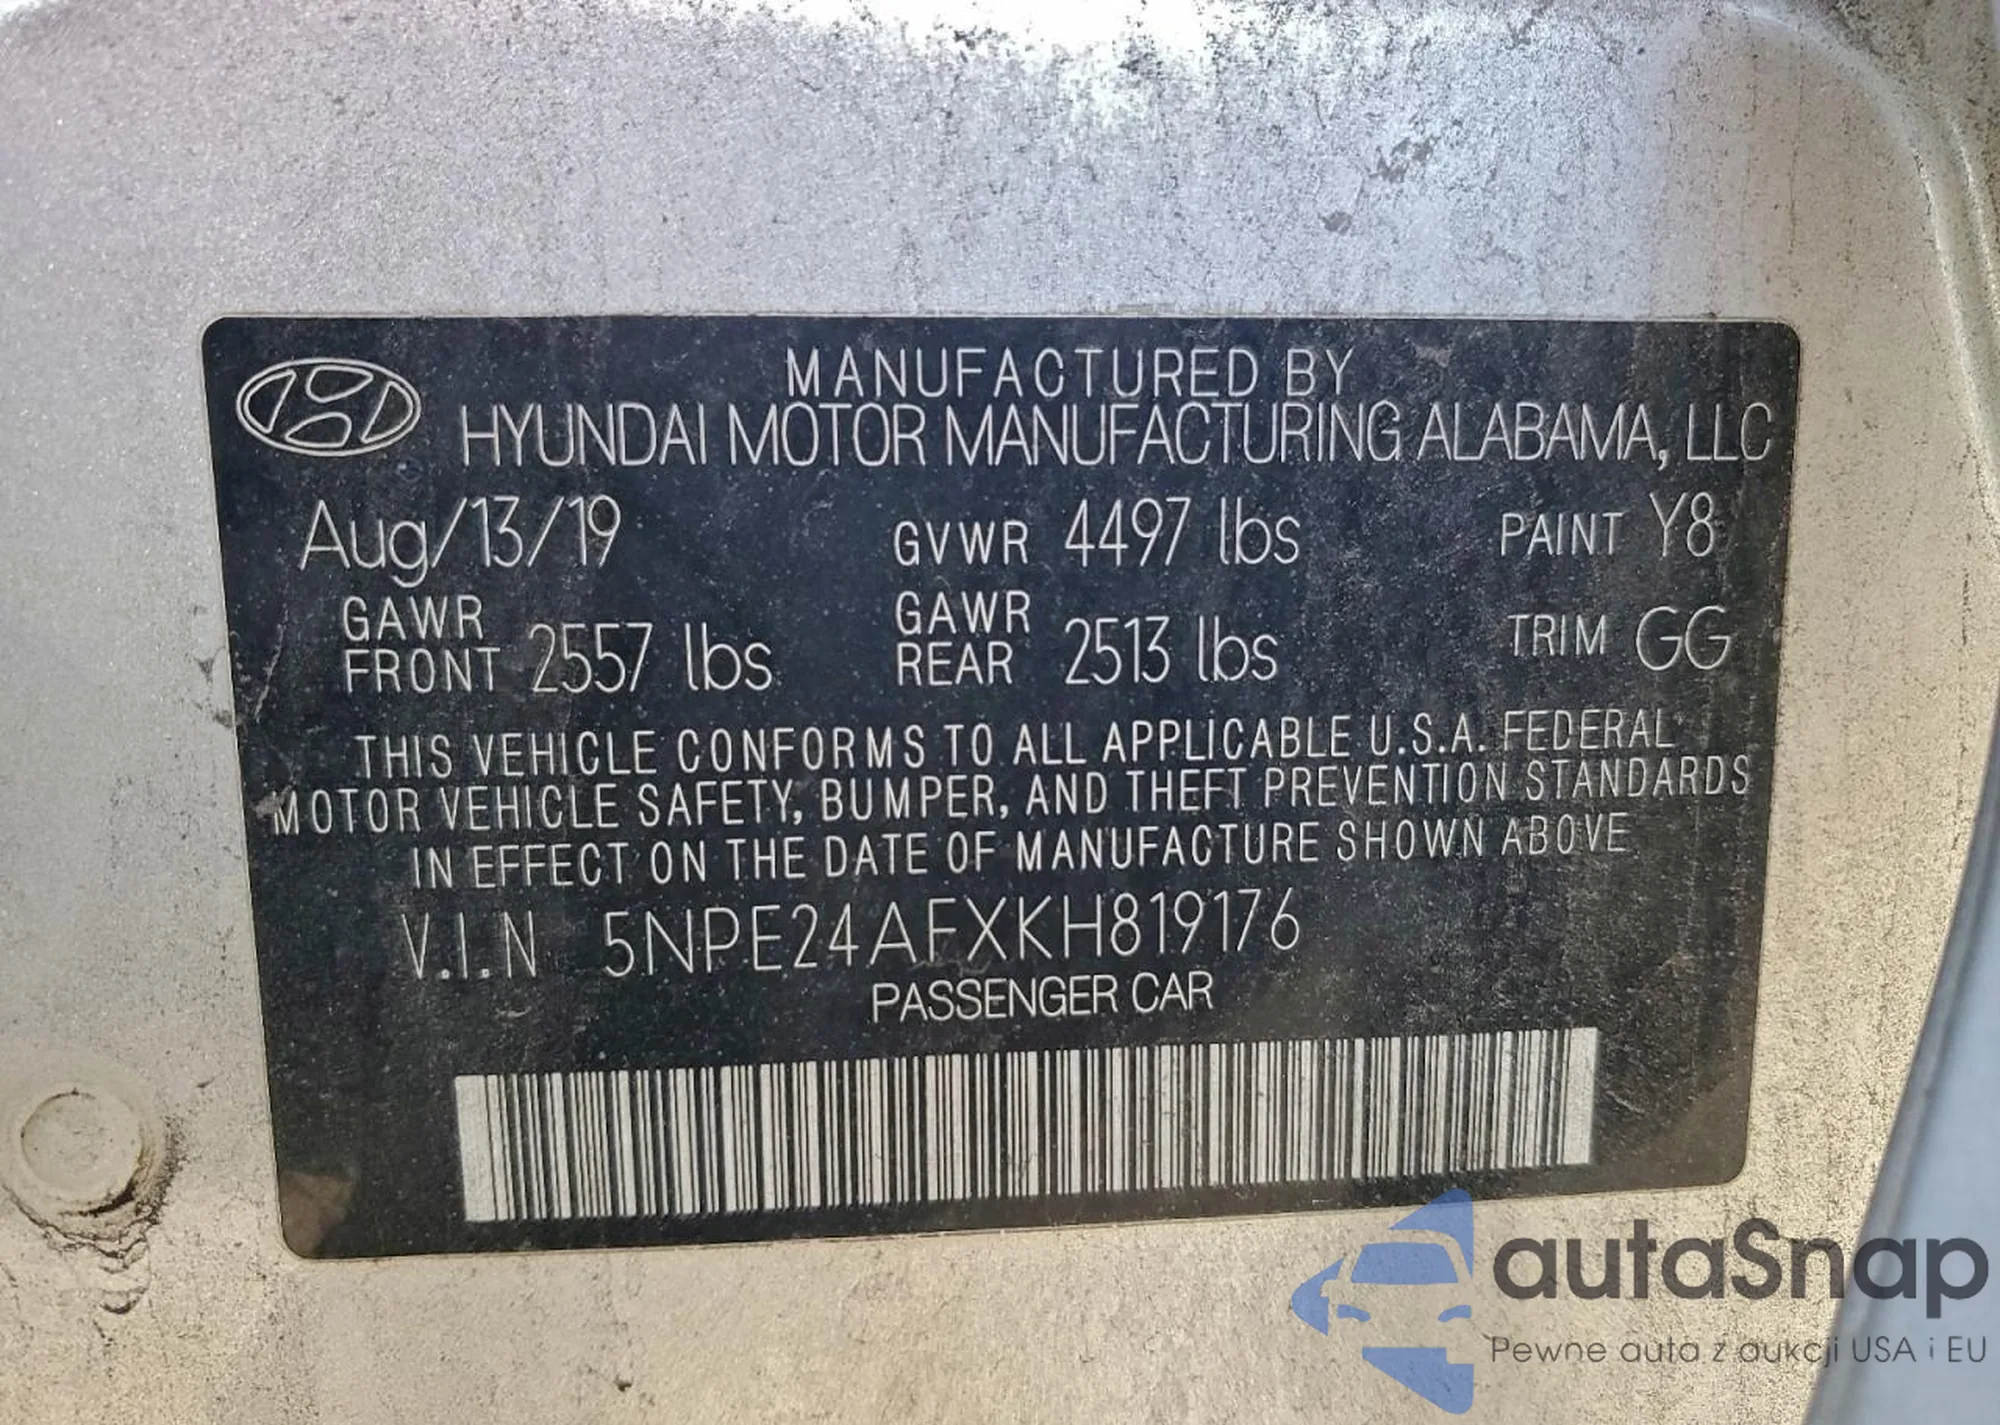 MANUFACTURED BY
HYUNDAI MOTOR MANUFACTURING ALABAMA, LLC
Aug/13/19 GVWR 4497 lbs PAINT Y8
GAWR FRONT 2557 lbs GAWR REAR 2513 lbs TRIM GG
THIS VEHICLE CONFORMS TO ALL APPLICABLE U.S.A. FEDERAL
MOTOR VEHICLE SAFETY, BUMPER, AND THEFT PREVENTION STANDARDS
IN EFFECT ON THE DATE OF MANUFACTURE SHOWN ABOVE
V.I.N 5NPE24AFXKH819176
PASSENGER CAR
autaSnap
Pewne auta z aukcji USA i EU